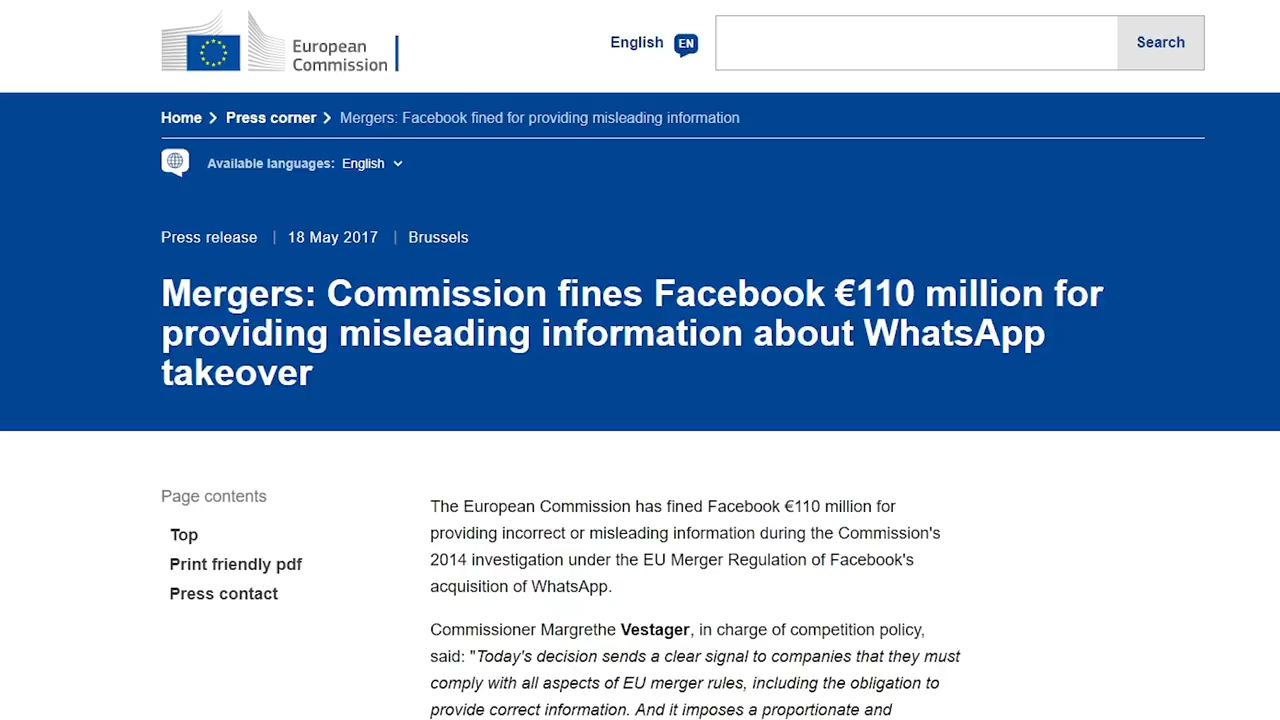 European
Commission
English EN
Search
Home Press corner Mergers: Facebook fined for providing misleading information
Available languages: English
Press release | 18 May 2017 | Brussels
Mergers: Commission fines Facebook €110 million for
providing misleading information about WhatsApp
takeover
Page contents
Top
Print friendly pdf
Press contact
The European Commission has fined Facebook €110 million for
providing incorrect or misleading information during the Commission's
2014 investigation under the EU Merger Regulation of Facebook's
acquisition of WhatsApp.
Commissioner Margrethe Vestager, in charge of competition policy,
said: "Today's decision sends a clear signal to companies that they must
comply with all aspects of EU merger rules, including the obligation to
provide correct information. And it imposes a proportionate and